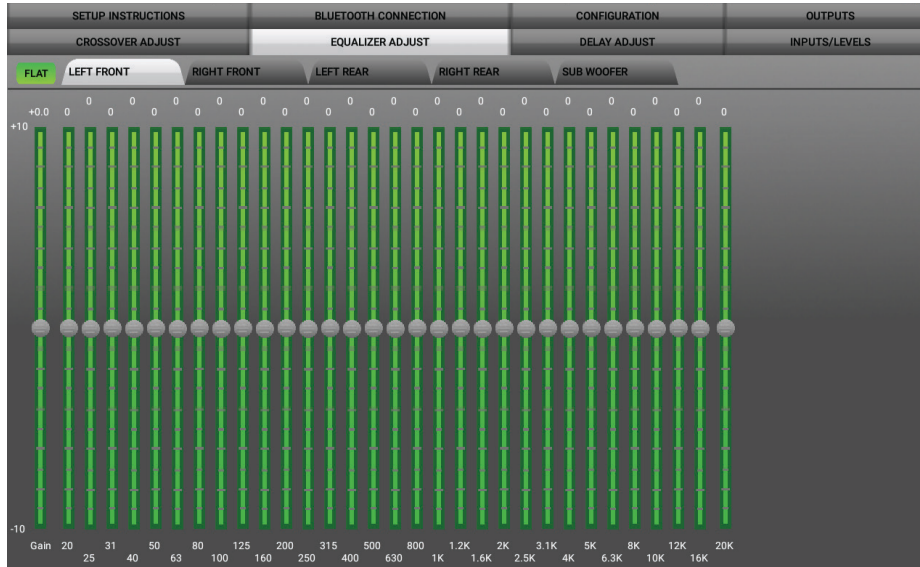 SETUP INSTRUCTIONS BLUETOOTH CONNECTION CONFIGURATION OUTPUTS
CROSSOVER ADJUST EQUALIZER ADJUST DELAY ADJUST INPUTS/LEVELS
FLAT LEFT FRONT RIGHT FRONT LEFT REAR RIGHT REAR SUB WOOFER
0 0 0 0 0 0 0 0 0 0 0 0 0 0 0
+0.0 0 0 0 0 0 0 0 0 0 0 0 0 0 0 0 0
+10
-10
Gain 20 31 50 80 125 200 315 500 800 1.2K 2K 3.1K 5K 8K 12K 20K
25 40 63 100 160 250 400 630 1K 1.6K 2.5K 4K 6.3K 10K 16K